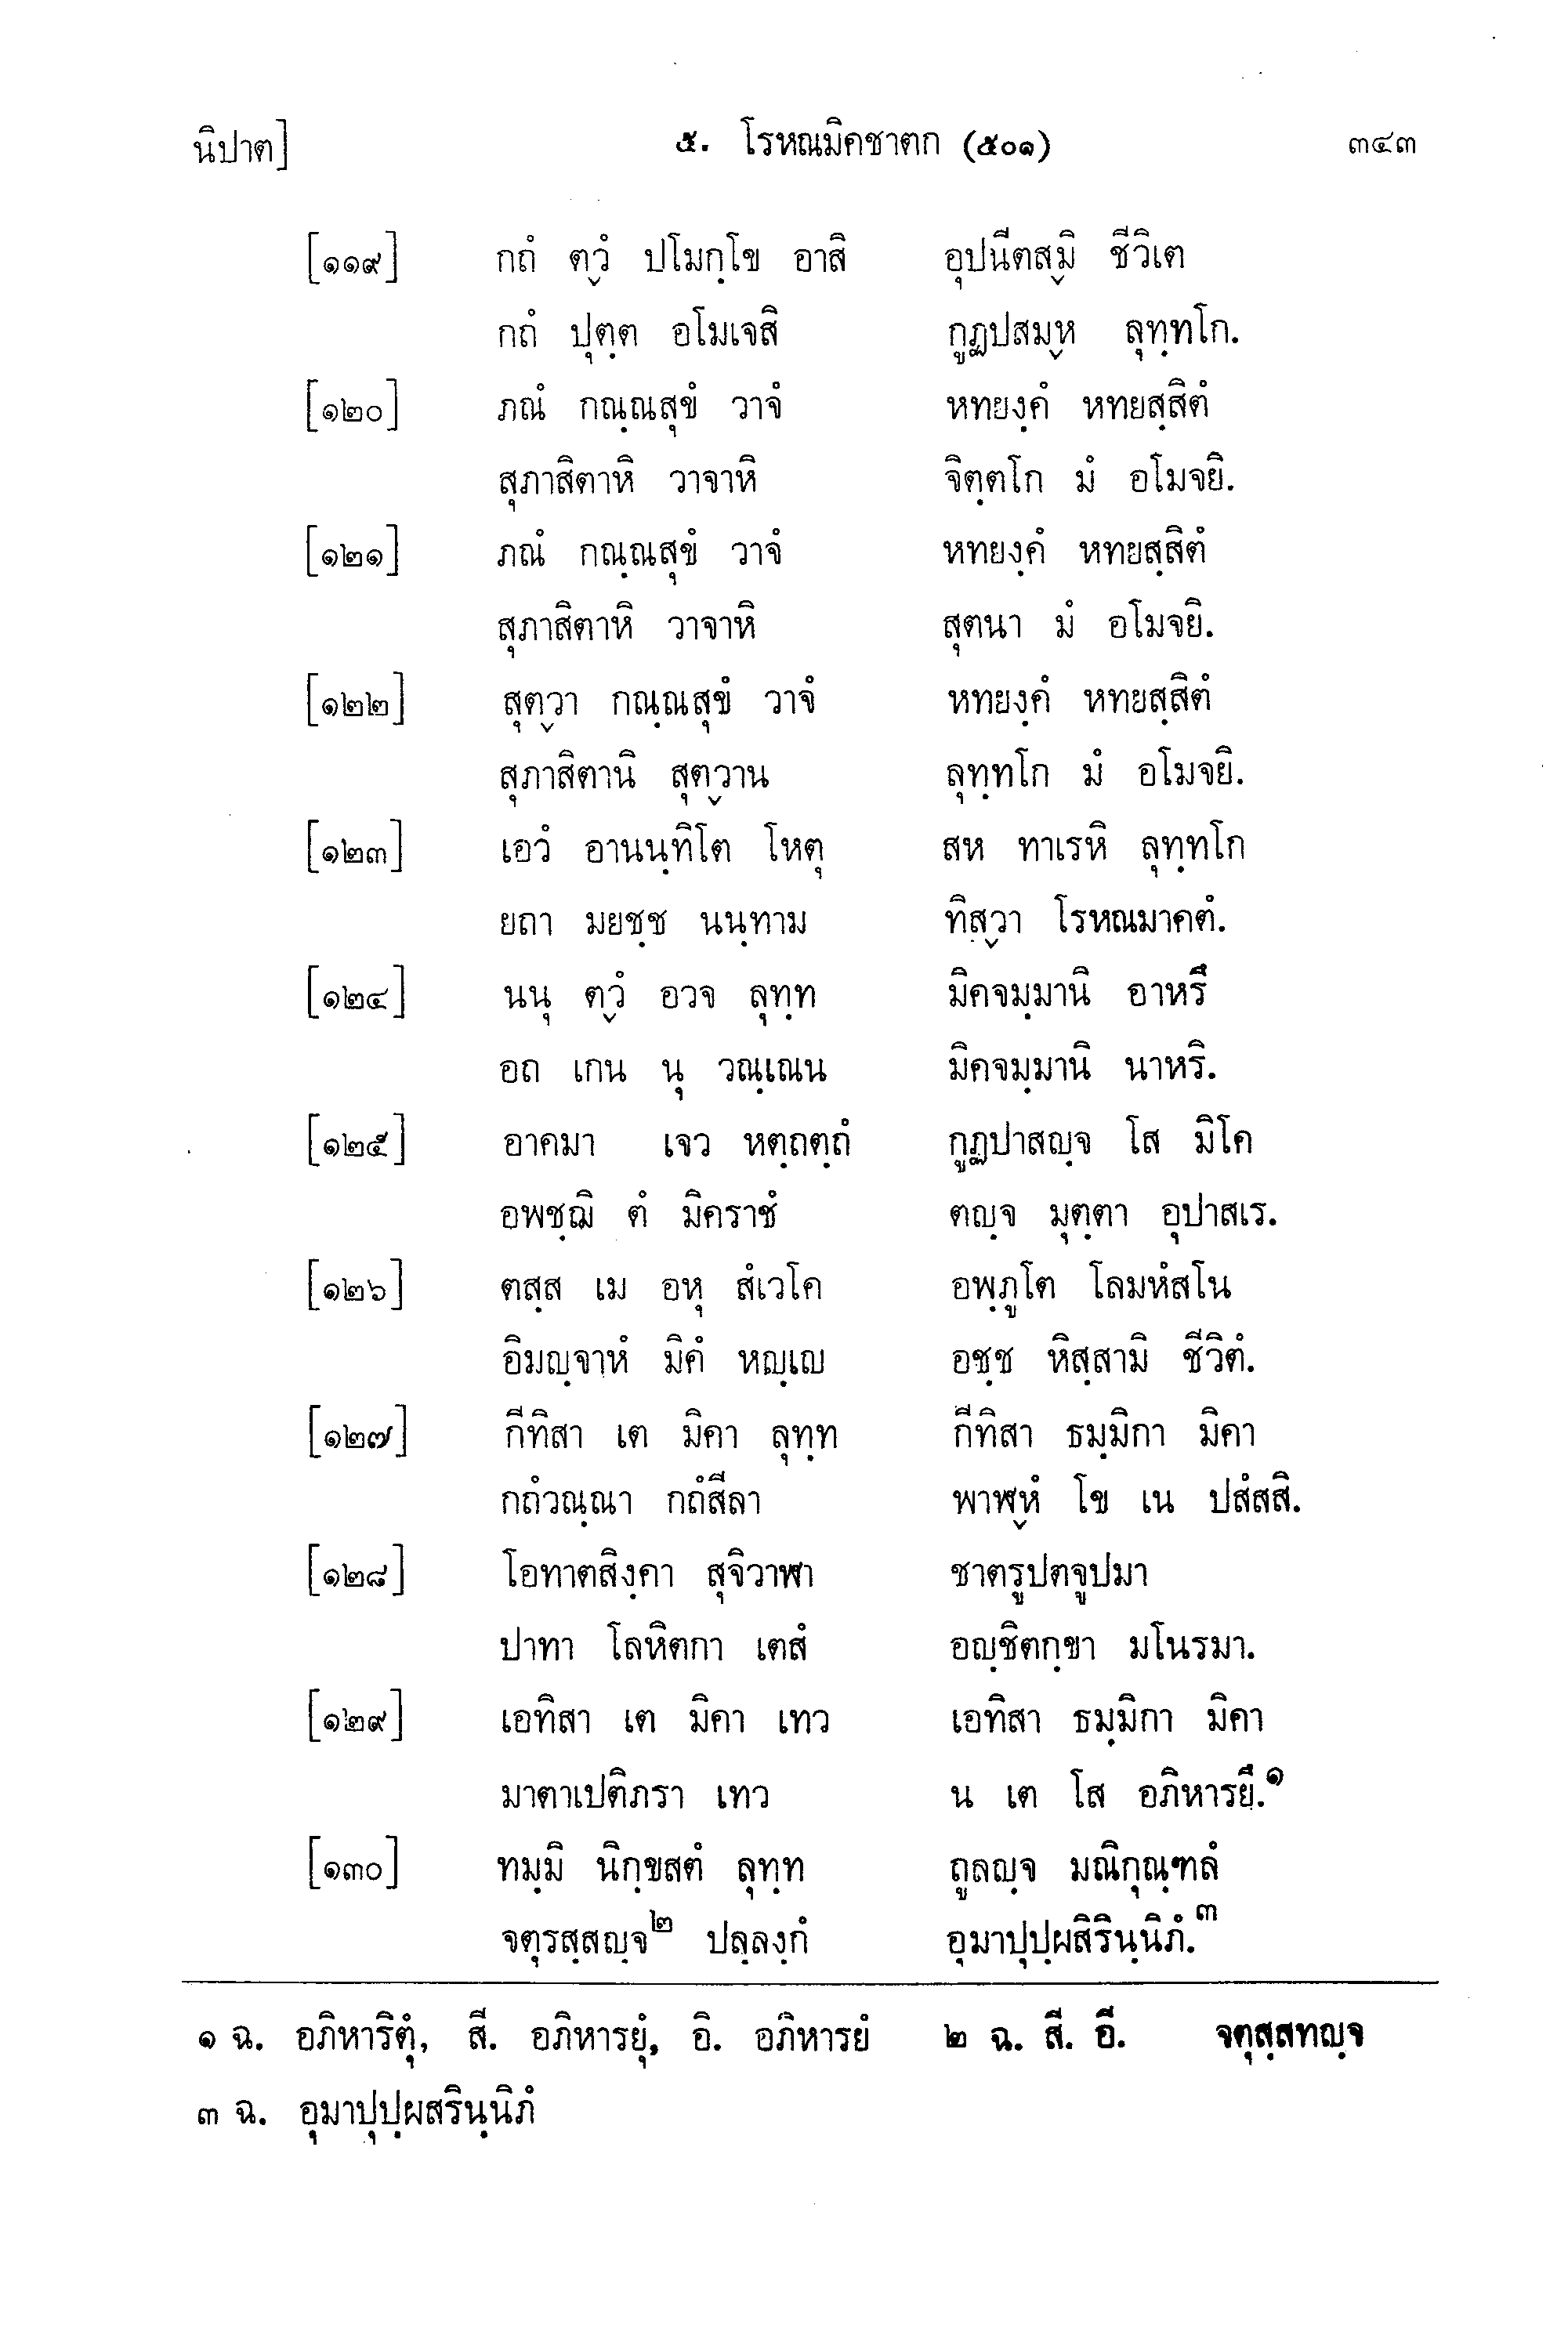 นิปาต] ๕. โรหณมิคชาตก (๕๐๑) ๓๔๓
[๑๑๙] กถํ ตฺวํ ปโมกฺโข อาสิ อุปนีตสฺมิ ชีวิเต
กถํ ปุตฺต อโมเจสิ กูฏปสมฺห ลุทฺทโก.
[๑๒๐] ภณํ กณฺณสุขํ วาจํ หทยงฺคํ หทยสฺสิตํ
สุภาสิตาหิ วาจาหิ จิตฺตโก มํ อโมจยิ.
[๑๒๑] ภณํ กณฺณสุขํ วาจํ หทยงฺคํ หทยสฺสิตํ
สุภาสิตาหิ วาจาหิ สุตนา มํ อโมจยิ.
[๑๒๒] สุตฺวา กณฺณสุขํ วาจํ หทยงฺคํ หทยสฺสิตํ
สุภาสิตานิ สุตฺวาน ลุทฺทโก มํ อโมจยิ.
[๑๒๓] เอวํ อานนฺทิโต โหตุ สห ทาเรหิ ลุทฺทโก
ยถา มยชฺช นนฺทาม ทิสฺวา โรหณมาคตํ.
[๑๒๔] นนุ ตฺวํ อวจ ลุทฺท มิคจมฺมานิ อาหรึ
อถ เกน นุ วณฺเณน มิคจมฺมานิ นาหริ.
[๑๒๕] อาคมา เจว หตฺถตฺถํ กูฏปาสญฺจ โส มิโค
อพชฺฌิ ตํ มิคราชํ ตญฺจ มุตฺตา อุปาสเร.
[๑๒๖] ตสฺส เม อหุ สํเวโค อพฺภูโต โลมหํสโน
อิมญฺจาหํ มิคํ หญฺเญ อชฺช หิสฺสามิ ชีวิตํ.
[๑๒๗] กีทิสา เต มิคา ลุทฺท กีทิสา ธมฺมิกา มิคา
กถํวณฺณา กถํสีลา พาฬฺหํ โข เน ปสํสสิ.
[๑๒๘] โอทาตสิงฺคา สุจิวาฬา ชาตรูปตจูปมา
ปาทา โลหิตกา เตสํ อญฺชิตกฺขา มโนรมา.
[๑๒๙] เอทิสา เต มิคา เทว เอทิสา ธมฺมิกา มิคา
มาตาเปติภรา เทว น เต โส อภิหารยึ.๑
[๑๓๐] ทมฺมิ นิกฺขสตํ ลุทฺท ถูลญฺจ มณิกุณฺฑลํ
จตุรสฺสญฺจ๒ ปลฺลงฺกํ อุมาปุปฺผสิรินฺนิภํ.๓
๑ ฉ. อภิหาริตุํ, สี. อภิหารยุํ, อิ. อภิหารยํ ๒ ฉ. สี. อี. จตุสฺสทญฺจ
๓ ฉ. อุมาปุปฺผสรินฺนิภํ